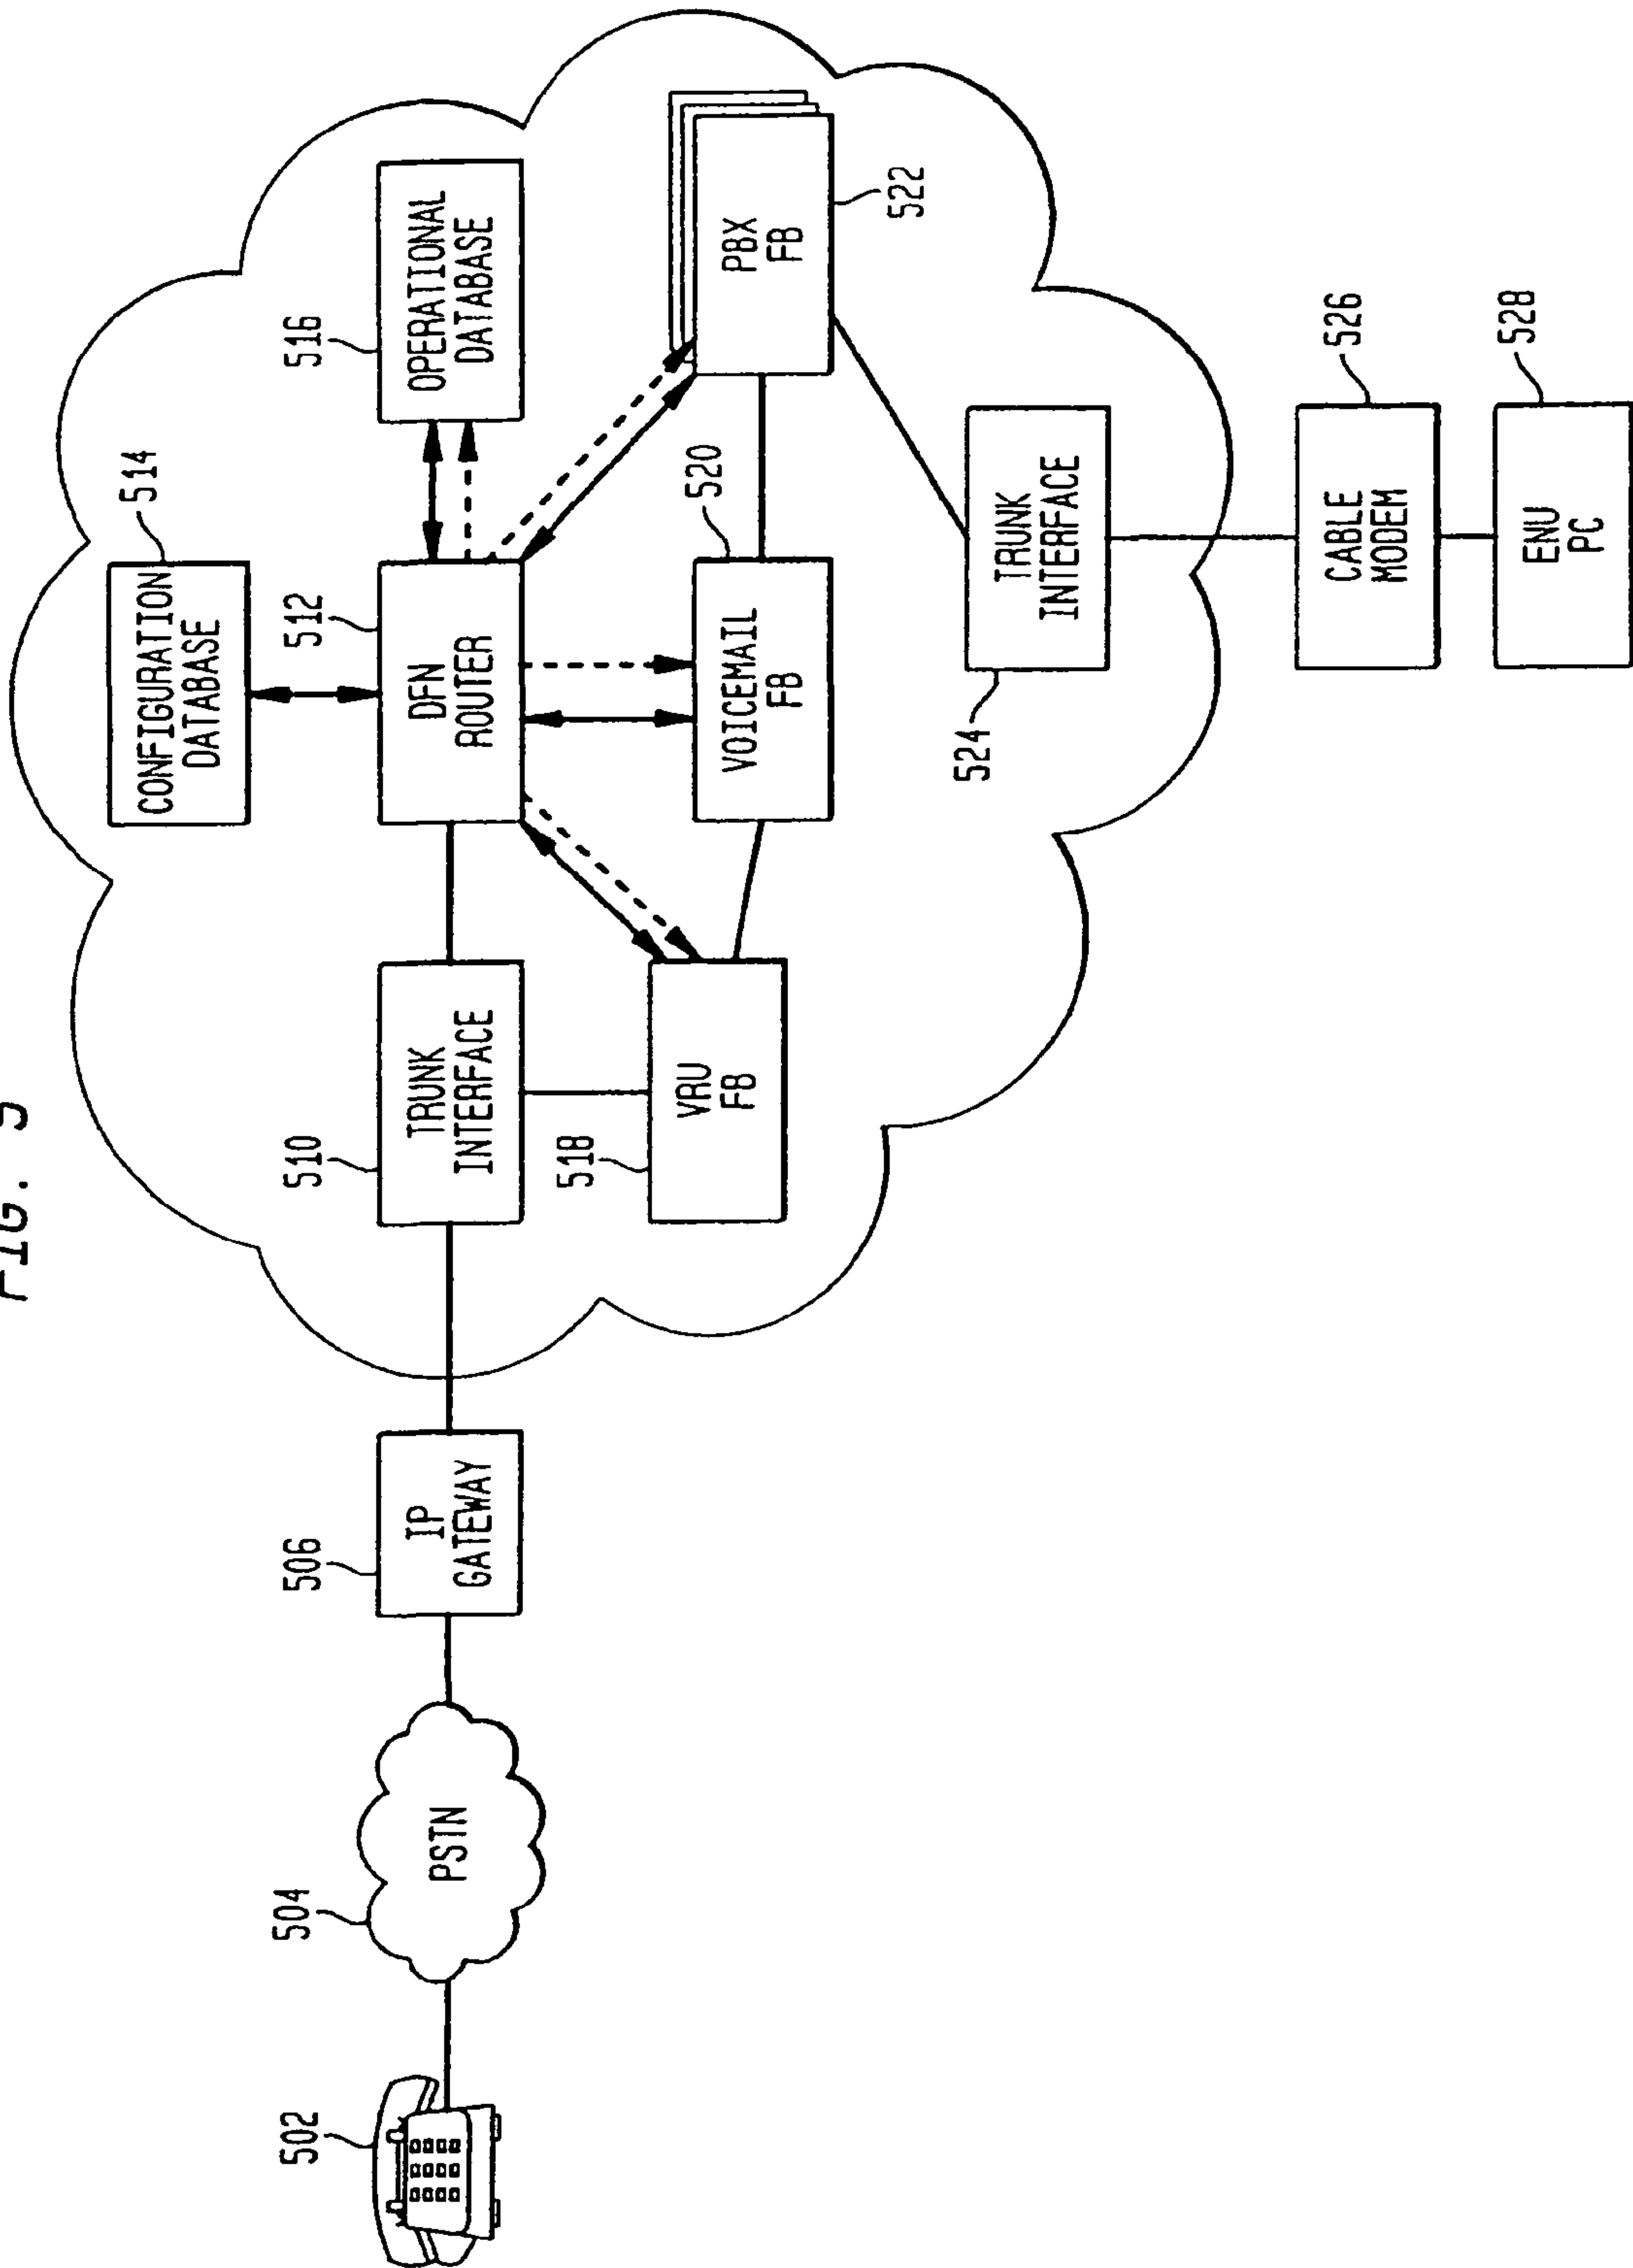 FIG. 5
502
504
PSTN
506
IP
GATEWAY
510
TRUNK
INTERFACE
512
DFN
ROUTER
514
CONFIGURATION
DATABASE
516
OPERATIONAL
DATABASE
518
VRU
FB
520
VOICEMAIL
FB
522
PBX
FB
524
TRUNK
INTERFACE
526
CABLE
MODEM
528
ENU
PC